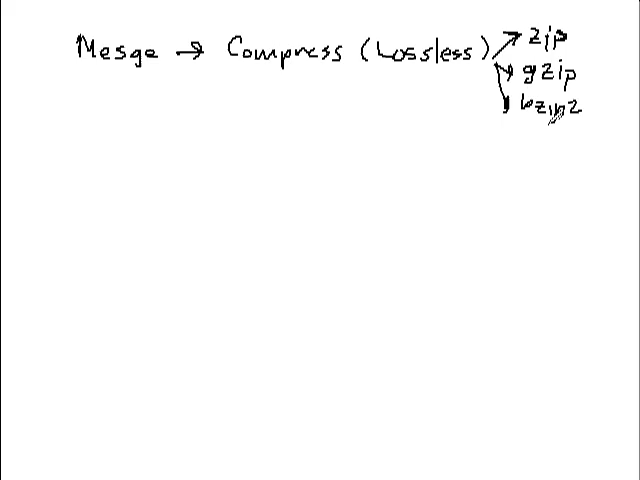 Mesge → Compress (Lossless) → zip
→ gzip
→ bzip2